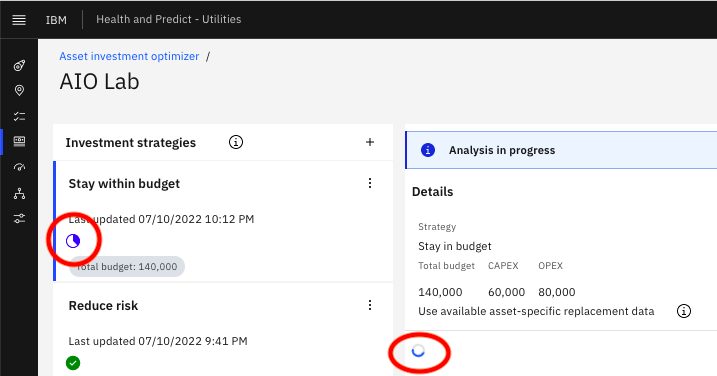 IBM Health and Predict - Utilities
Asset investment optimizer /
AIO Lab
Investment strategies
Stay within budget
Last updated 07/10/2022 10:12 PM
Total budget: 140,000
Reduce risk
Last updated 07/10/2022 9:41 PM
Analysis in progress
Details
Strategy
Stay in budget
Total budget CAPEX OPEX
140,000 60,000 80,000
Use available asset-specific replacement data